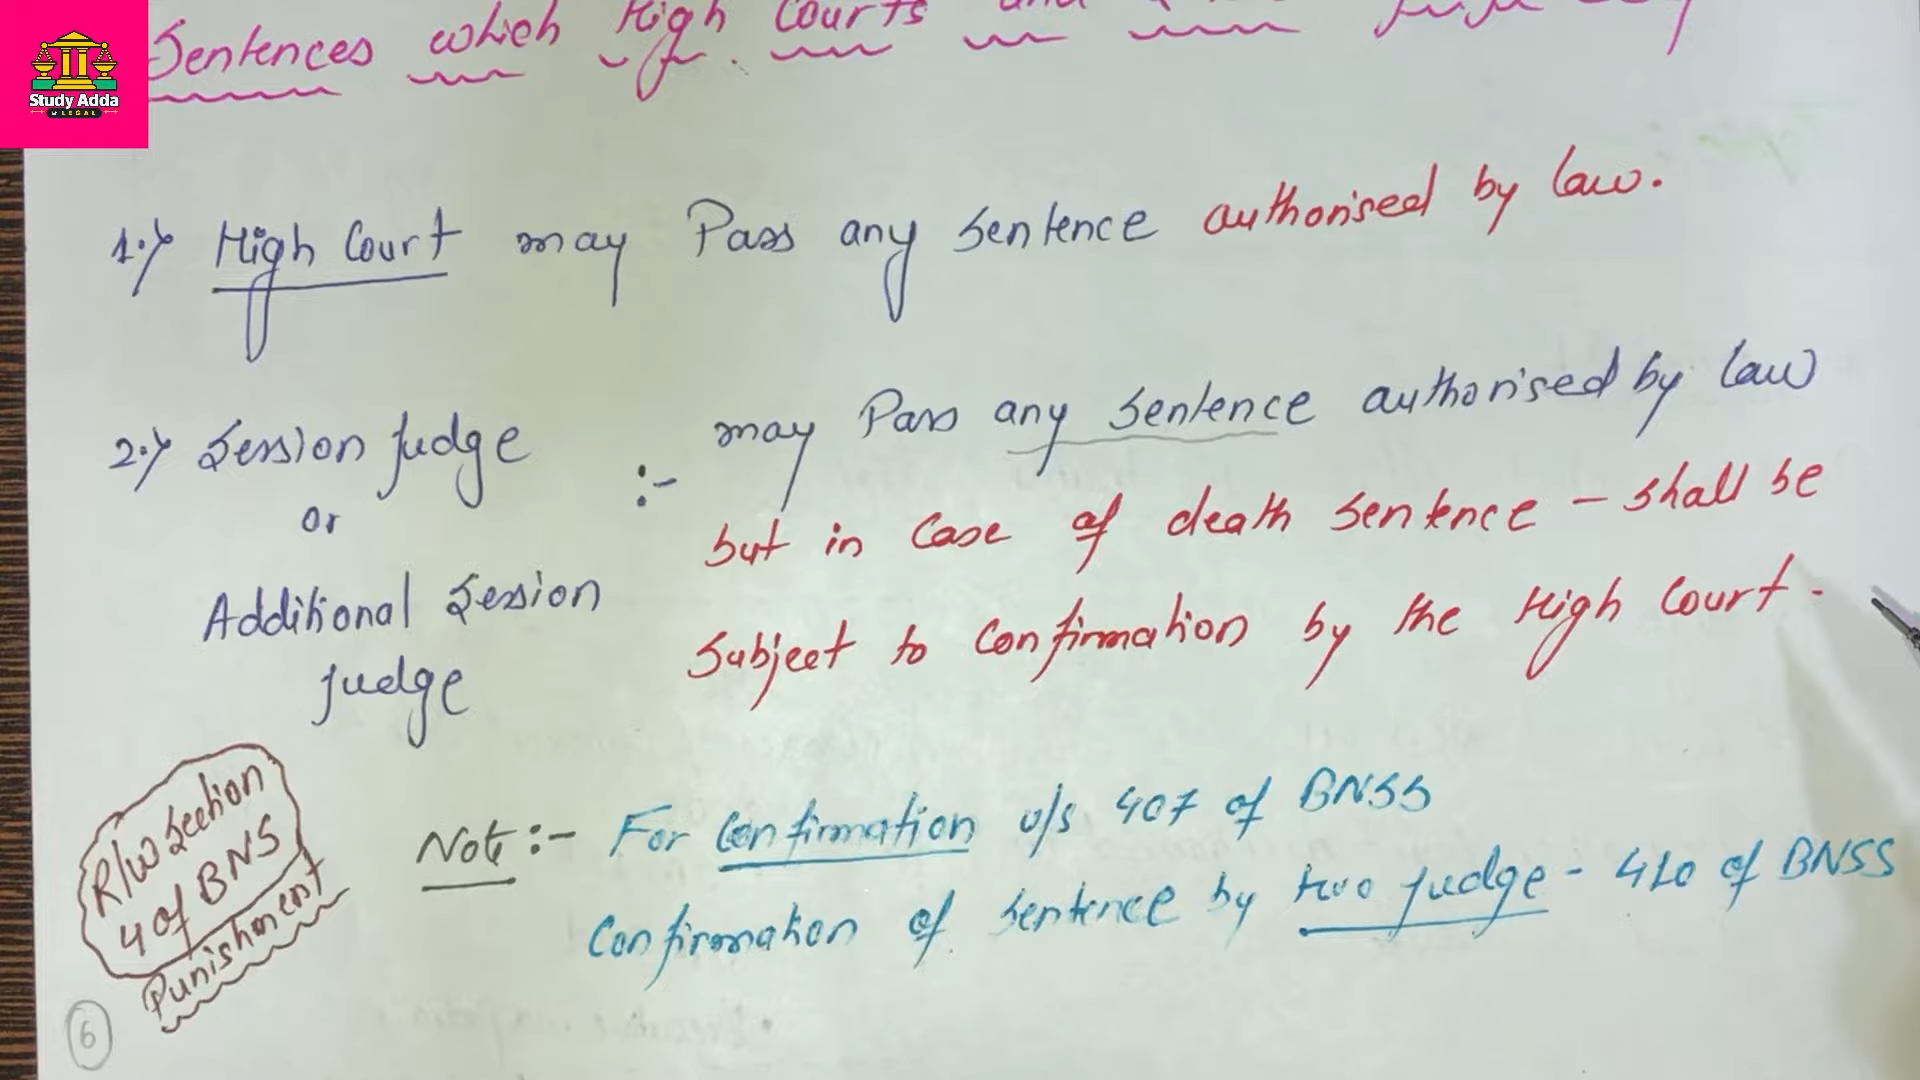 Study Adda
LEGAL
Sentences which High Courts and
1.) High Court may Pass any Sentence authorised by law.
2.) Session Judge
or
Additional Session
Judge
:- may Pass any Sentence authorised by law
but in Case of death Sentence - Shall be
Subject to Confirmation by the High Court.
R/w Section
4 of BNS
Punishment
Note :- For Confirmation u/s 407 of BNSS
Confirmation of Sentence by two Judge - 410 of BNSS
6